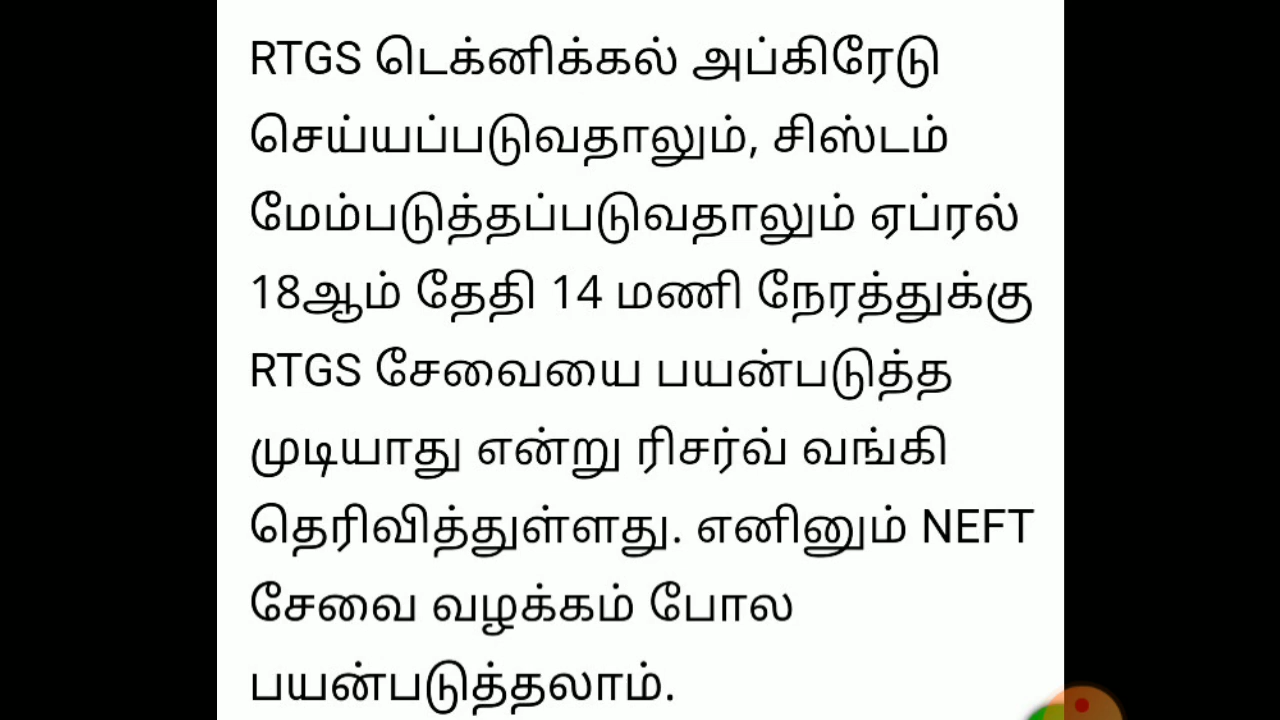 RTGS டெக்னிக்கல் அப்கிரேடு
செய்யப்படுவதாலும், சிஸ்டம்
மேம்படுத்தப்படுவதாலும் ஏப்ரல்
18ஆம் தேதி 14 மணி நேரத்துக்கு
RTGS சேவையை பயன்படுத்த
முடியாது என்று ரிசர்வ் வங்கி
தெரிவித்துள்ளது. எனினும் NEFT
சேவை வழக்கம் போல
பயன்படுத்தலாம்.